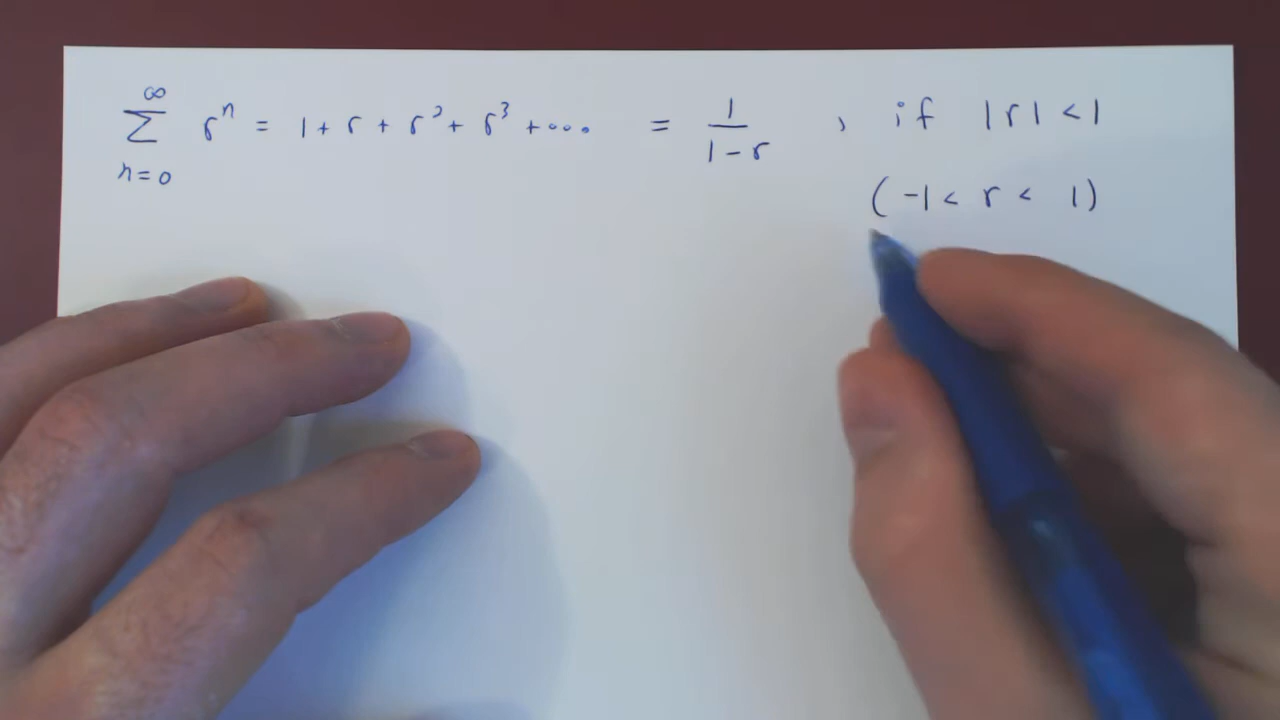 ∞
∑ rⁿ = 1 + r + r² + r³ + ... = 1/(1-r) , if |r| < 1
n=0
(-1 < r < 1)